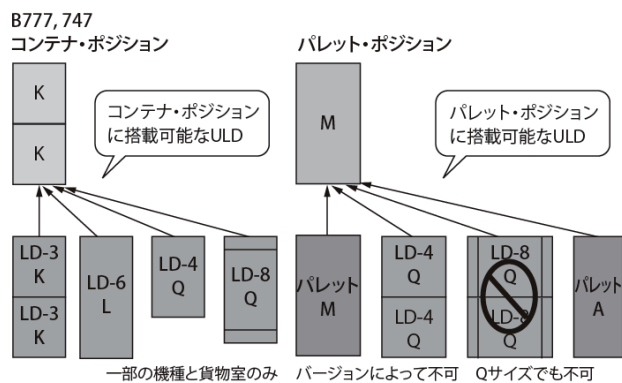 B777, 747
コンテナ・ポジション
パレット・ポジション
K
K
コンテナ・ポジション
に搭載可能なULD
M
パレット・ポジション
に搭載可能なULD
LD-3
K
LD-3
K
LD-6
L
LD-4
Q
LD-8
Q
パレット
M
LD-4
Q
LD-4
Q
LD-8
Q
LD-8
Q
パレット
A
一部の機種と貨物室のみ
バージョンによって不可
Qサイズでも不可